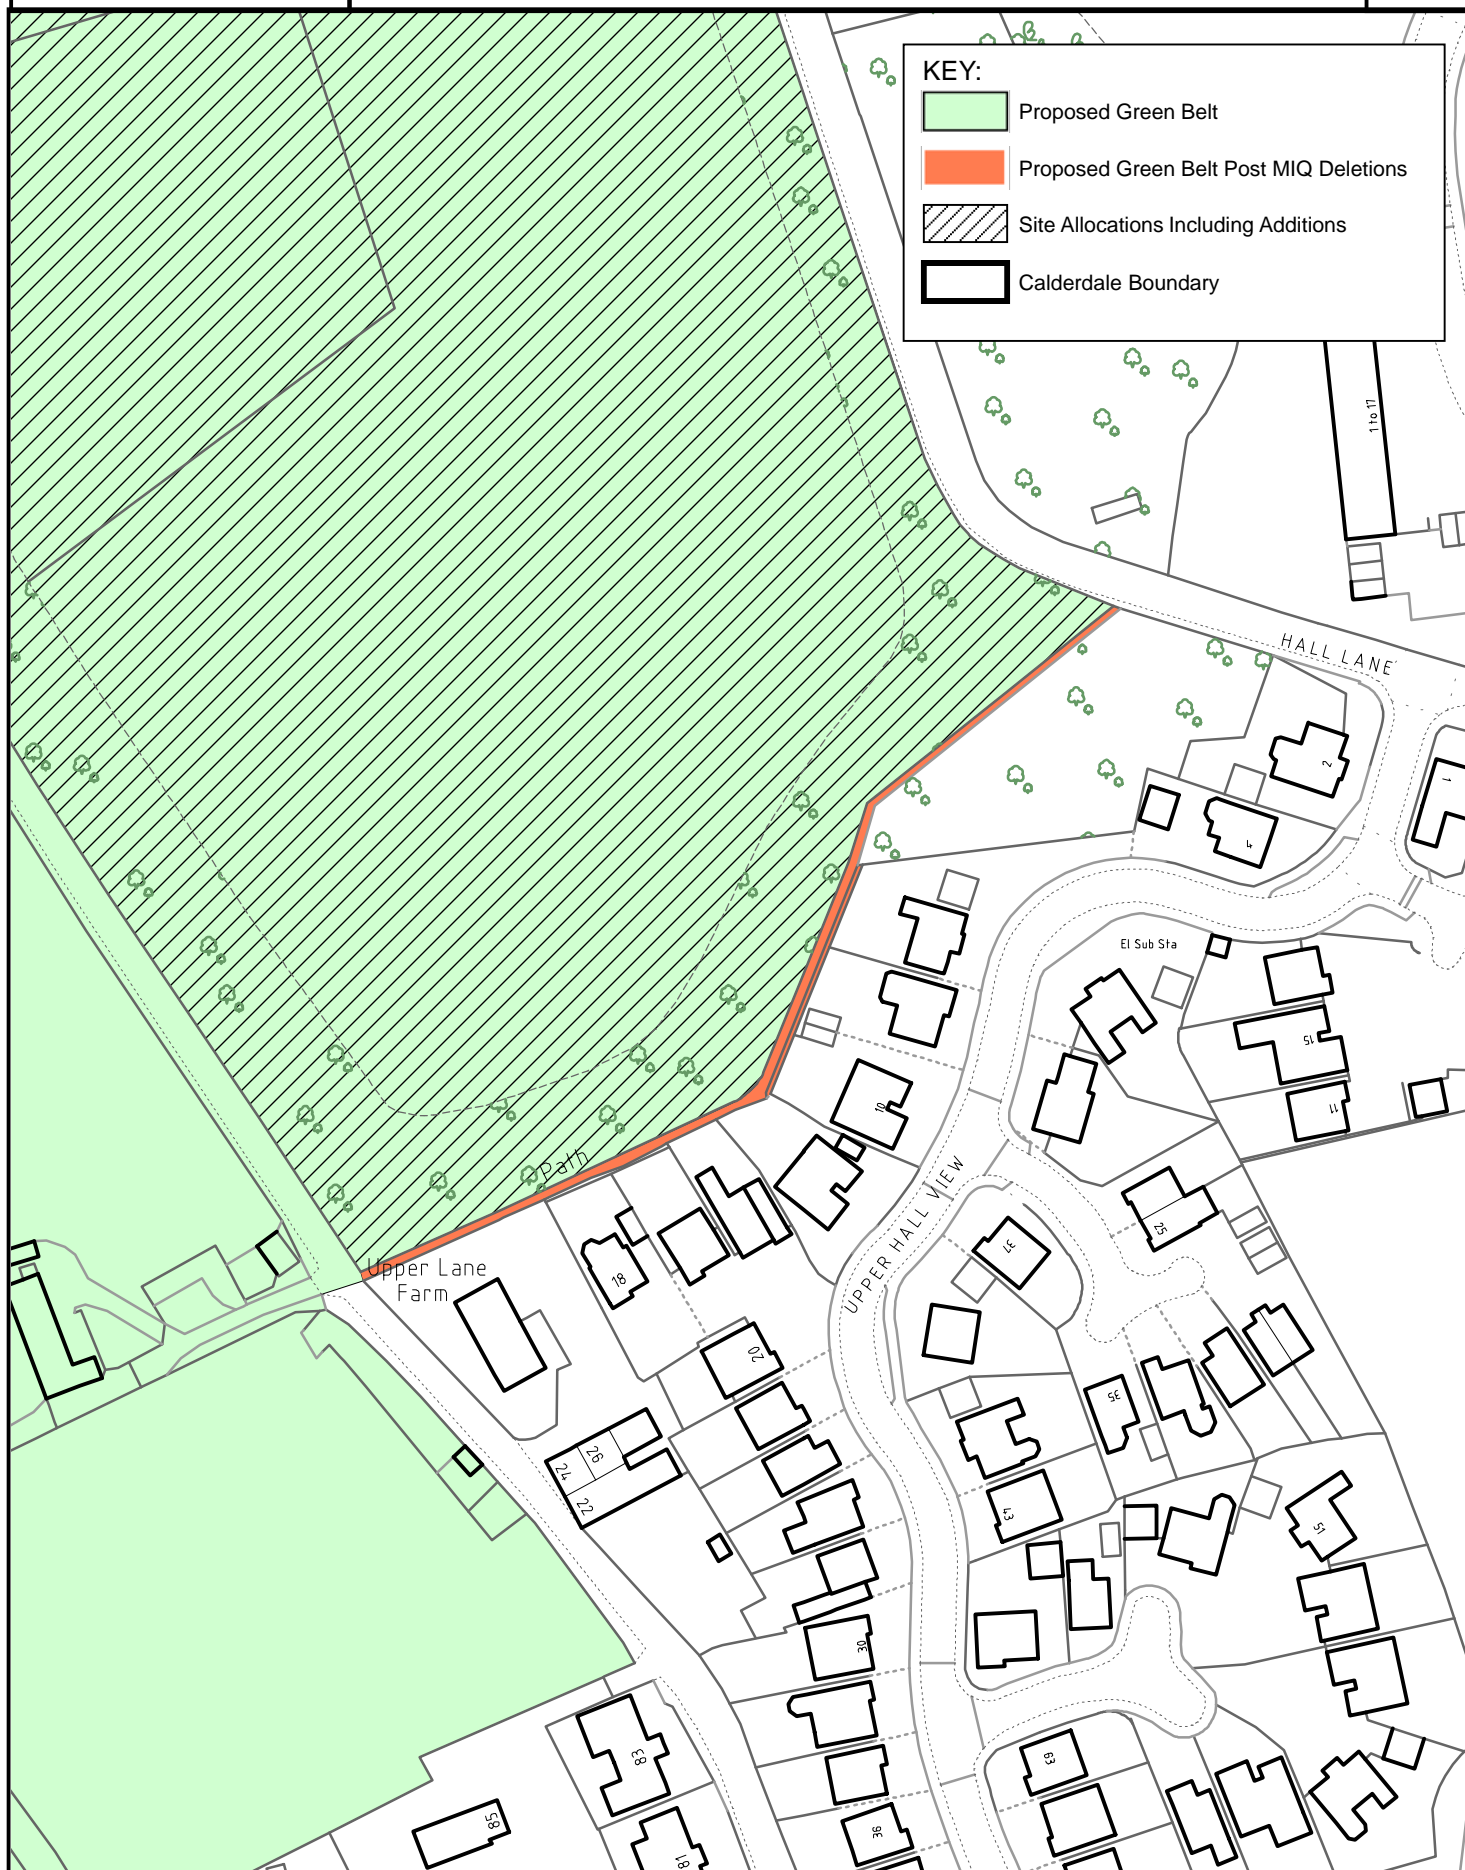 KEY:
Proposed Green Belt
Proposed Green Belt Post MIQ Deletions
Site Allocations Including Additions
Calderdale Boundary
1 to 17
HALL LANE
2
1
4
El Sub Sta
15
11
10
Path
UPPER HALL VIEW
25
37
Upper Lane
Farm
18
20
35
24
26
22
43
51
30
83
63
85
36
81